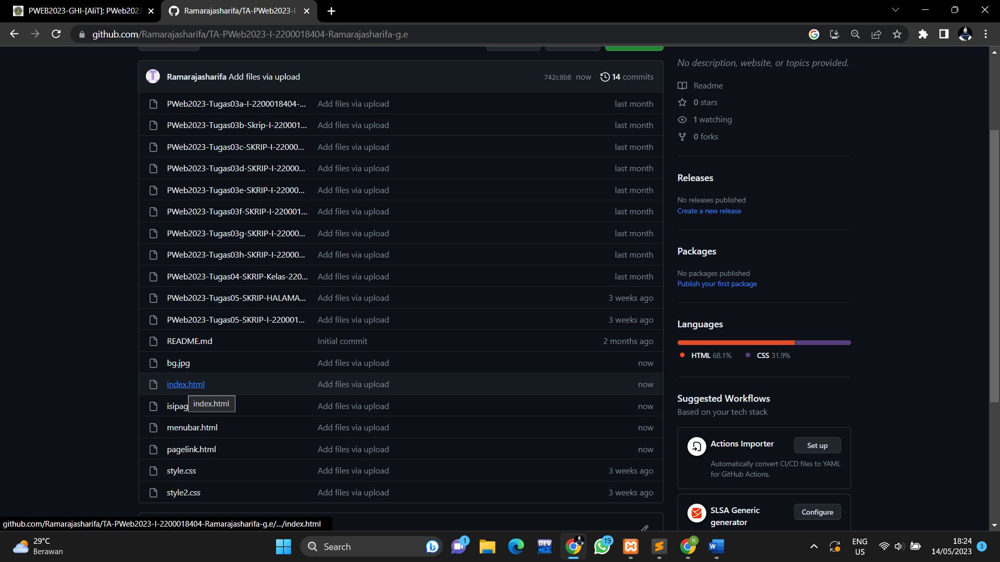 PWEB2023-GHI-[AliT]: PWeb2023
Ramarajasharifa/TA-PWeb2023-I-
github.com/Ramarajasharifa/TA-PWeb2023-I-2200018404-Ramarajasharifa-g.e
Ramarajasharifa Add files via upload 742c8b8 now 14 commits
PWeb2023-Tugas03a-I-2200018404-... Add files via upload last month
PWeb2023-Tugas03b-Skrip-I-220001... Add files via upload last month
PWeb2023-Tugas03c-SKRIP-I-22000... Add files via upload last month
PWeb2023-Tugas03d-SKRIP-I-22000... Add files via upload last month
PWeb2023-Tugas03e-SKRIP-I-22000... Add files via upload last month
PWeb2023-Tugas03f-SKRIP-I-220001... Add files via upload last month
PWeb2023-Tugas03g-SKRIP-I-22000... Add files via upload last month
PWeb2023-Tugas03h-SKRIP-I-22000... Add files via upload last month
PWeb2023-Tugas04-SKRIP-Kelas-220... Add files via upload last month
PWeb2023-Tugas05-SKRIP-HALAMA... Add files via upload 3 weeks ago
PWeb2023-Tugas05-SKRIP-I-220001... Add files via upload 3 weeks ago
README.md Initial commit 2 months ago
bg.jpg Add files via upload now
index.html Add files via upload now
isipag Add files via upload now
index.html
menubar.html Add files via upload now
pagelink.html Add files via upload now
style.css Add files via upload 3 weeks ago
style2.css Add files via upload 3 weeks ago
No description, website, or topics provided.
Readme
0 stars
1 watching
0 forks
Releases
No releases published
Create a new release
Packages
No packages published
Publish your first package
Languages
HTML 68.1% CSS 31.9%
Suggested Workflows
Based on your tech stack
Actions Importer
Set up
Automatically convert CI/CD files to YAML
for GitHub Actions.
SLSA Generic
generator
Configure
github.com/Ramarajasharifa/TA-PWeb2023-I-2200018404-Ramarajasharifa-g.e/.../index.html
29°C
Berawan
Search
1
DEV
C++
19
R
W
ENG
US
18:24
14/05/2023
3